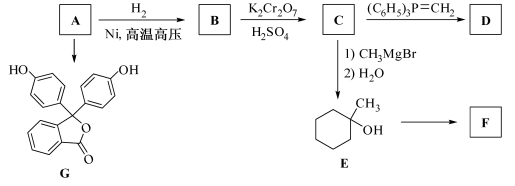 A H₂ B K₂Cr₂O₇ C (C₆H₅)₃P=CH₂ D
Ni, 高温高压 H₂SO₄
1) CH₃MgBr
2) H₂O
HO OH
CH₃
OH F
O
O
E
G